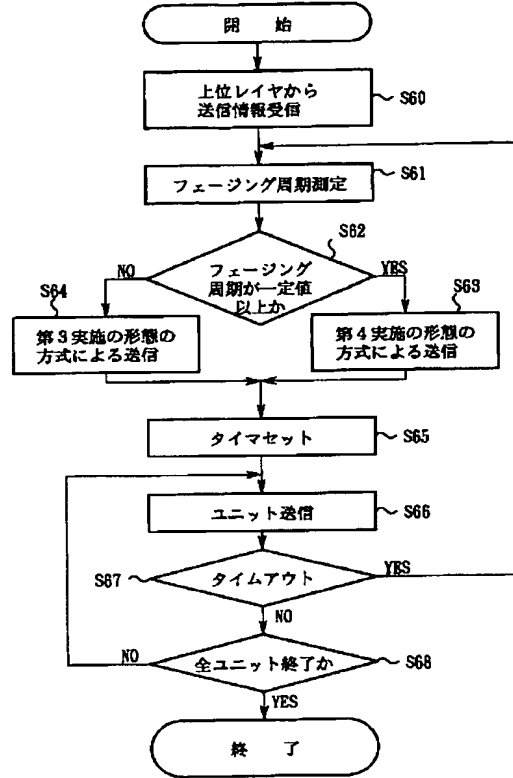 開 始
上位レイヤから
送信情報受信
S60
フェージング周期測定
S61
フェージング
周期が一定値
以上か
S62
NO
YES
S64
第3実施の形態の
方式による送信
S63
第4実施の形態の
方式による送信
タイマセット
S65
ユニット送信
S66
S67
タイムアウト
YES
NO
全ユニット終了か
S68
NO
YES
終 了